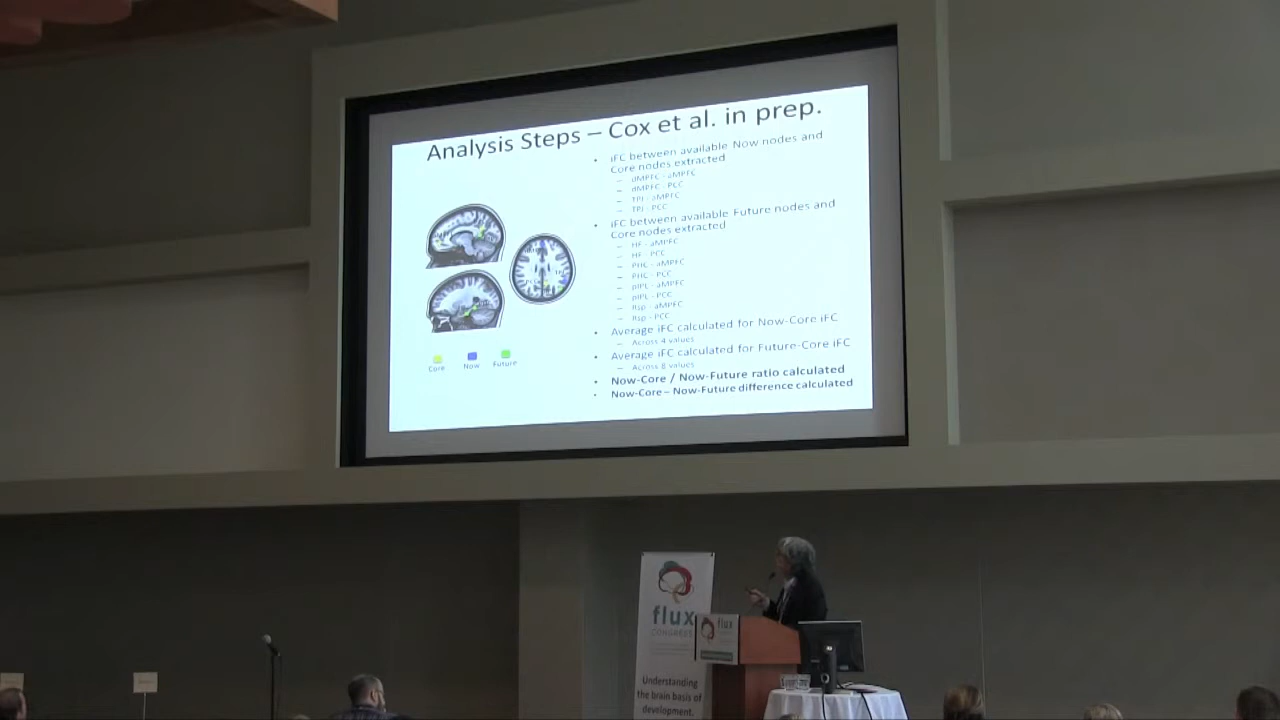 Analysis Steps – Cox et al. in prep.
• iFC between available Now nodes and
Core nodes extracted
– dMPFC - aMPFC
– dMPFC - PCC
– TPJ - aMPFC
– TPJ - PCC
• iFC between available Future nodes and
Core nodes extracted
– HF - aMPFC
– HF - PCC
– PHC - aMPFC
– PHC - PCC
– pIPL - aMPFC
– pIPL - PCC
– Rsp - aMPFC
– Rsp - PCC
• Average iFC calculated for Now-Core iFC
– Across 4 values
• Average iFC calculated for Future-Core iFC
– Across 8 values
• Now-Core / Now-Future ratio calculated
• Now-Core – Now-Future difference calculated
Core Now Future
flux
CONGRESS
Understanding
the brain basis of
development.
flux